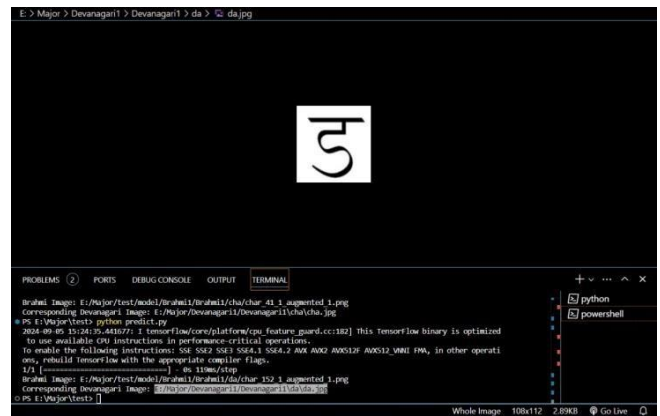 E: > Major > Devanagari1 > Devanagari1 > da > da.jpg
ड
PROBLEMS 2 PORTS DEBUG CONSOLE OUTPUT TERMINAL
Brahmi Image: E:/Major/test/model/Brahmi1/Brahmi1/cha/char_41_1_augmented_1.png
Corresponding Devanagari Image: E:/Major/Devanagari1/Devanagari1\cha\cha.jpg
PS E:\Major\test> python predict.py
2024-09-05 15:24:35.441677: I tensorflow/core/platform/cpu_feature_guard.cc:182] This TensorFlow binary is optimized
to use available CPU instructions in performance-critical operations.
To enable the following instructions: SSE SSE2 SSE3 SSE4.1 SSE4.2 AVX AVX2 AVX512F AVX512_VNNI FMA, in other operati
ons, rebuild TensorFlow with the appropriate compiler flags.
1/1 [==============================] - 0s 119ms/step
Brahmi Image: E:/Major/test/model/Brahmi1/Brahmi1/da/char_152_1_augmented_1.png
Corresponding Devanagari Image: E:/Major/Devanagari1/Devanagari1\da\da.jpg
PS E:\Major\test>
python
powershell
Whole Image 108x112 2.89KB Go Live